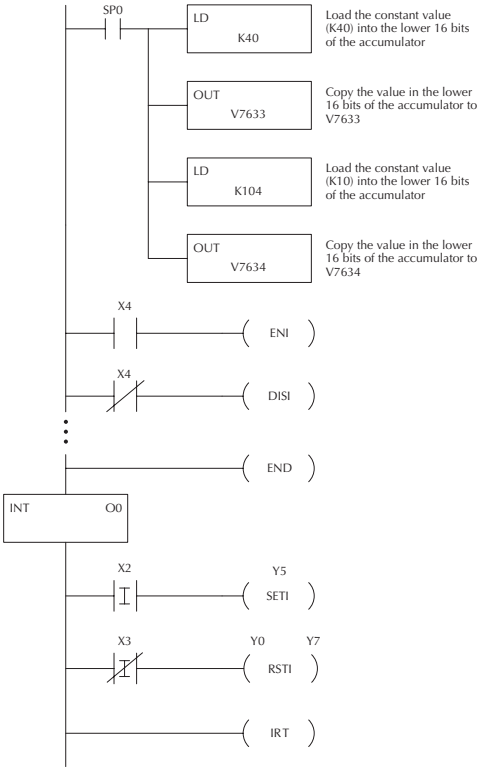 SP0
LD
K40
Load the constant value
(K40) into the lower 16 bits
of the accumulator
OUT
V7633
Copy the value in the lower
16 bits of the accumulator to
V7633
LD
K104
Load the constant value
(K10) into the lower 16 bits
of the accumulator
OUT
V7634
Copy the value in the lower
16 bits of the accumulator to
V7634
X4
ENI
X4
DISI
END
INT O0
X2
Y5
SETI
X3
Y0 Y7
RSTI
IRT